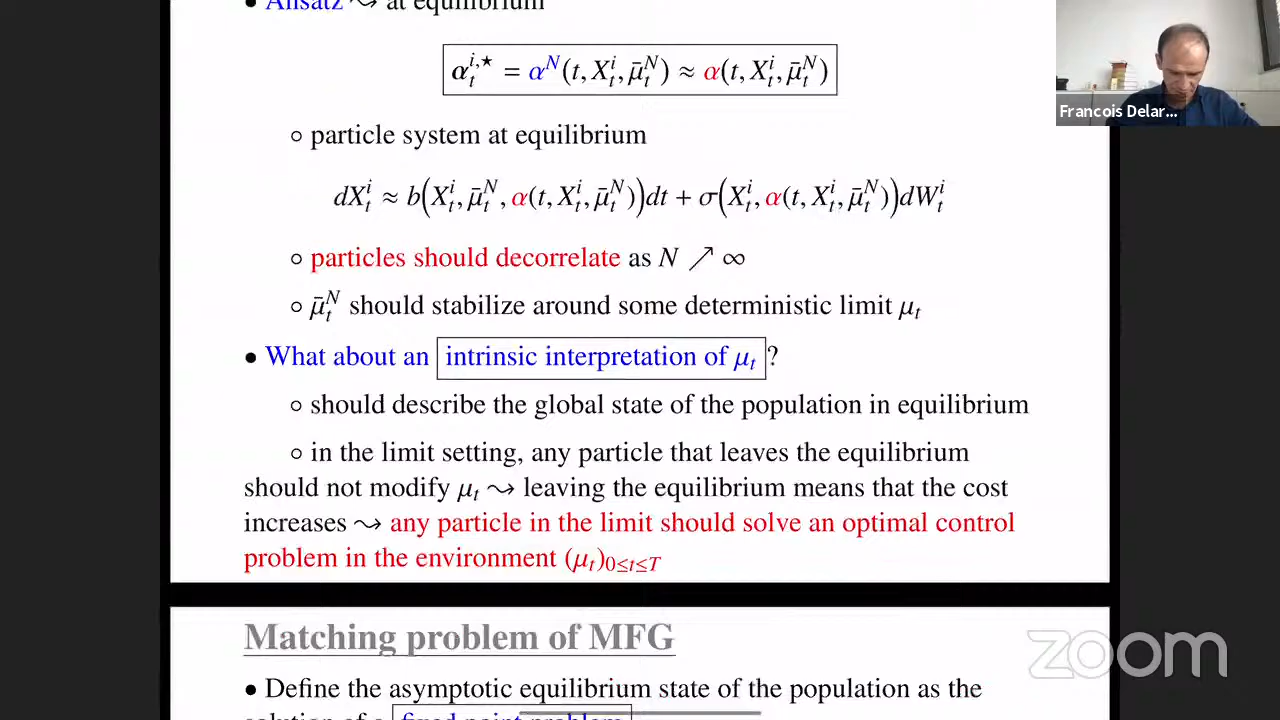 • Ansatz ⇝ at equilibrium
α_t^{i,⋆} = α^N(t, X_t^i, μ̄_t^N) ≈ α(t, X_t^i, μ̄_t^N)
Francois Delar...
○ particle system at equilibrium
dX_t^i ≈ b(X_t^i, μ̄_t^N, α(t, X_t^i, μ̄_t^N))dt + σ(X_t^i, α(t, X_t^i, μ̄_t^N))dW_t^i
○ particles should decorrelate as N ↗ ∞
○ μ̄_t^N should stabilize around some deterministic limit μ_t
• What about an intrinsic interpretation of μ_t ?
○ should describe the global state of the population in equilibrium
○ in the limit setting, any particle that leaves the equilibrium
should not modify μ_t ⇝ leaving the equilibrium means that the cost
increases ⇝ any particle in the limit should solve an optimal control
problem in the environment (μ_t)_{0≤t≤T}
Matching problem of MFG
zoom
• Define the asymptotic equilibrium state of the population as the
solution of a fixed point problem